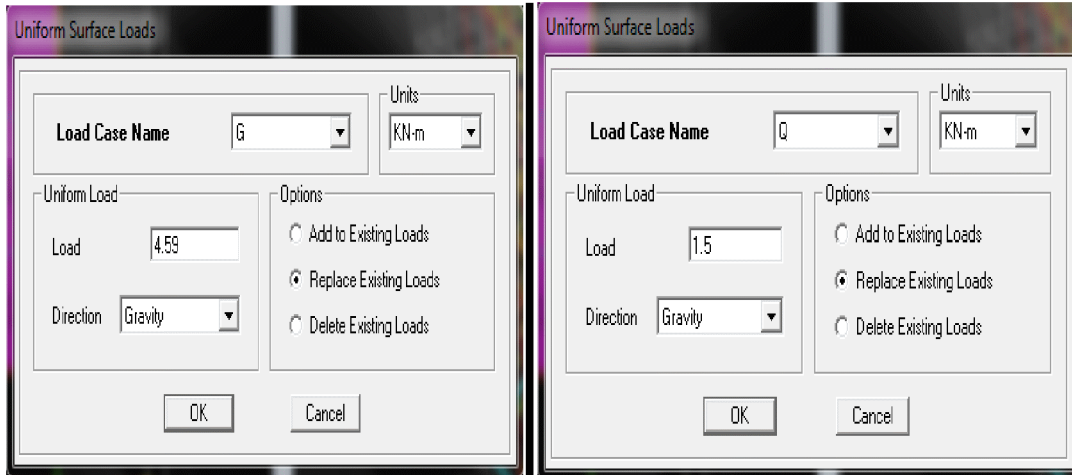 Uniform Surface Loads
Load Case Name
G
Units
KN-m
Uniform Load
Load
4.59
Direction
Gravity
Options
Add to Existing Loads
Replace Existing Loads
Delete Existing Loads
OK
Cancel
Uniform Surface Loads
Load Case Name
Q
Units
KN-m
Uniform Load
Load
1.5
Direction
Gravity
Options
Add to Existing Loads
Replace Existing Loads
Delete Existing Loads
OK
Cancel